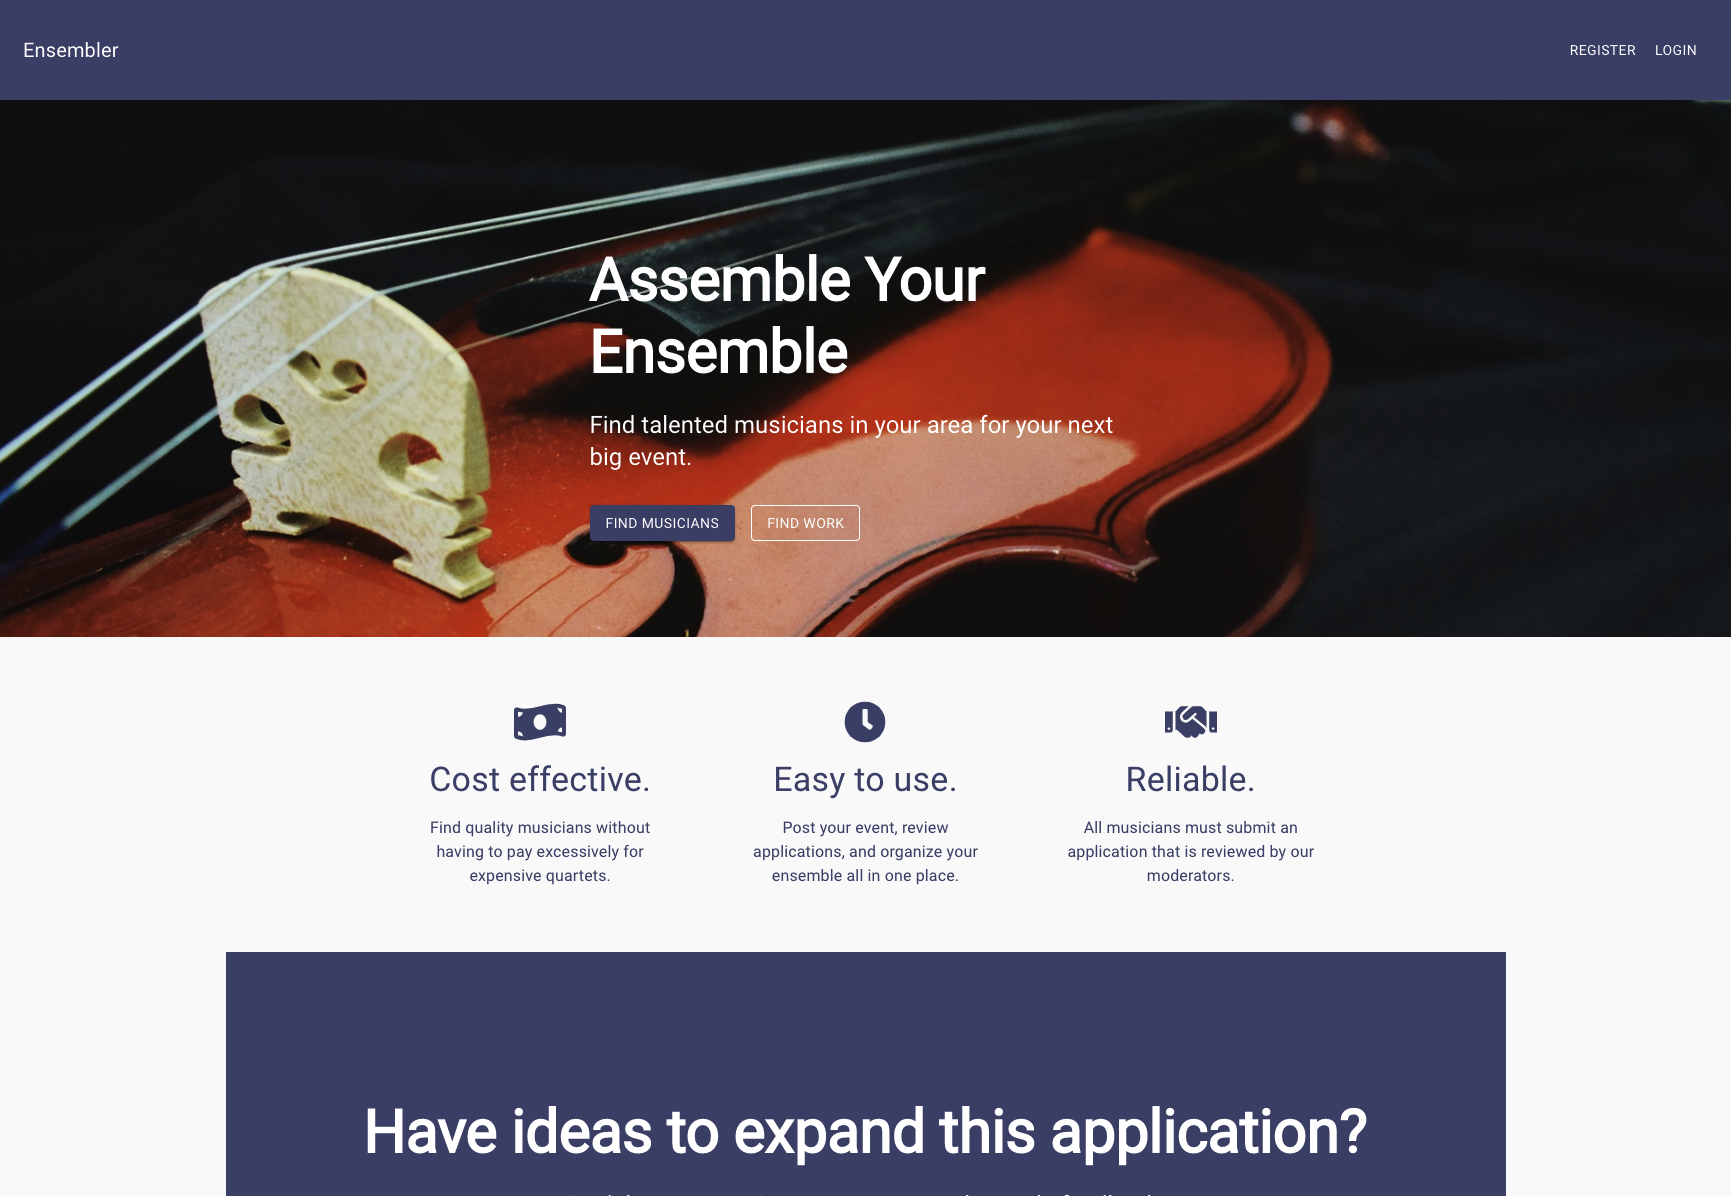 Ensembler
REGISTER LOGIN
Assemble Your
Ensemble
Find talented musicians in your area for your next
big event.
FIND MUSICIANS FIND WORK
Cost effective.
Find quality musicians without
having to pay excessively for
expensive quartets.
Easy to use.
Post your event, review
applications, and organize your
ensemble all in one place.
Reliable.
All musicians must submit an
application that is reviewed by our
moderators.
Have ideas to expand this application?